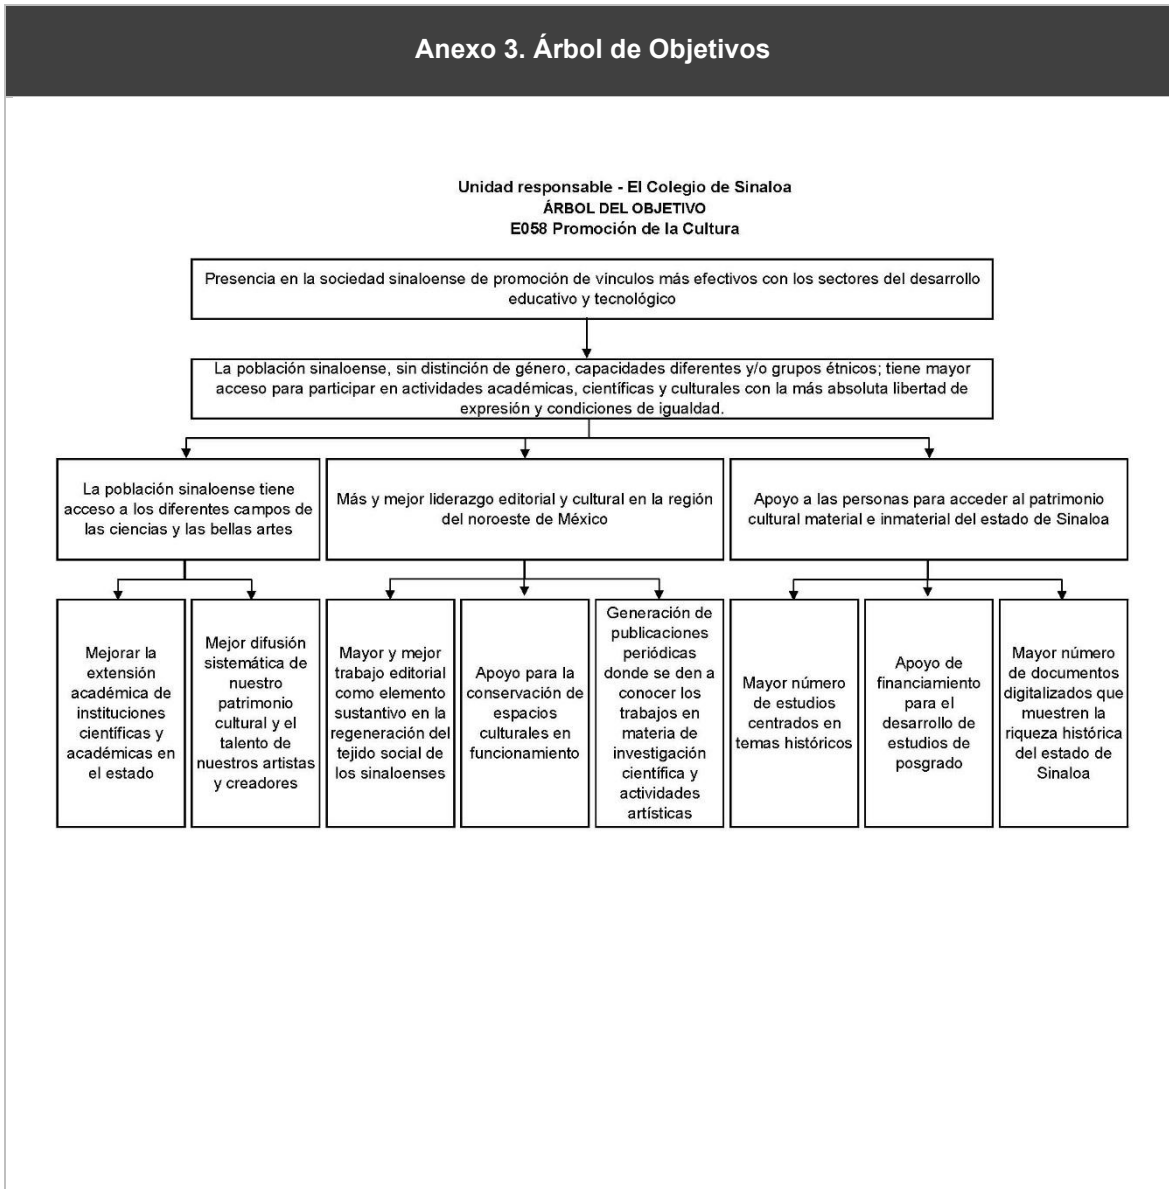 Anexo 3. Árbol de Objetivos
Unidad responsable - El Colegio de Sinaloa
ÁRBOL DEL OBJETIVO
E058 Promoción de la Cultura
Presencia en la sociedad sinaloense de promoción de vínculos más efectivos con los sectores del desarrollo
educativo y tecnológico
La población sinaloense, sin distinción de género, capacidades diferentes y/o grupos étnicos; tiene mayor
acceso para participar en actividades académicas, científicas y culturales con la más absoluta libertad de
expresión y condiciones de igualdad.
La población sinaloense tiene
acceso a los diferentes campos de
las ciencias y las bellas artes
Más y mejor liderazgo editorial y cultural en la región
del noroeste de México
Apoyo a las personas para acceder al patrimonio
cultural material e inmaterial del estado de Sinaloa
Mejorar la
extensión
académica de
instituciones
científicas y
académicas en
el estado
Mejor difusión
sistemática de
nuestro
patrimonio
cultural y el
talento de
nuestros artistas
y creadores
Mayor y mejor
trabajo editorial
como elemento
sustantivo en la
regeneración del
tejido social de
los sinaloenses
Apoyo para la
conservación de
espacios
culturales en
funcionamiento
Generación de
publicaciones
periódicas
donde se den a
conocer los
trabajos en
materia de
investigación
científica y
actividades
artísticas
Mayor número
de estudios
centrados en
temas históricos
Apoyo de
financiamiento
para el
desarrollo de
estudios de
posgrado
Mayor número
de documentos
digitalizados que
muestren la
riqueza histórica
del estado de
Sinaloa